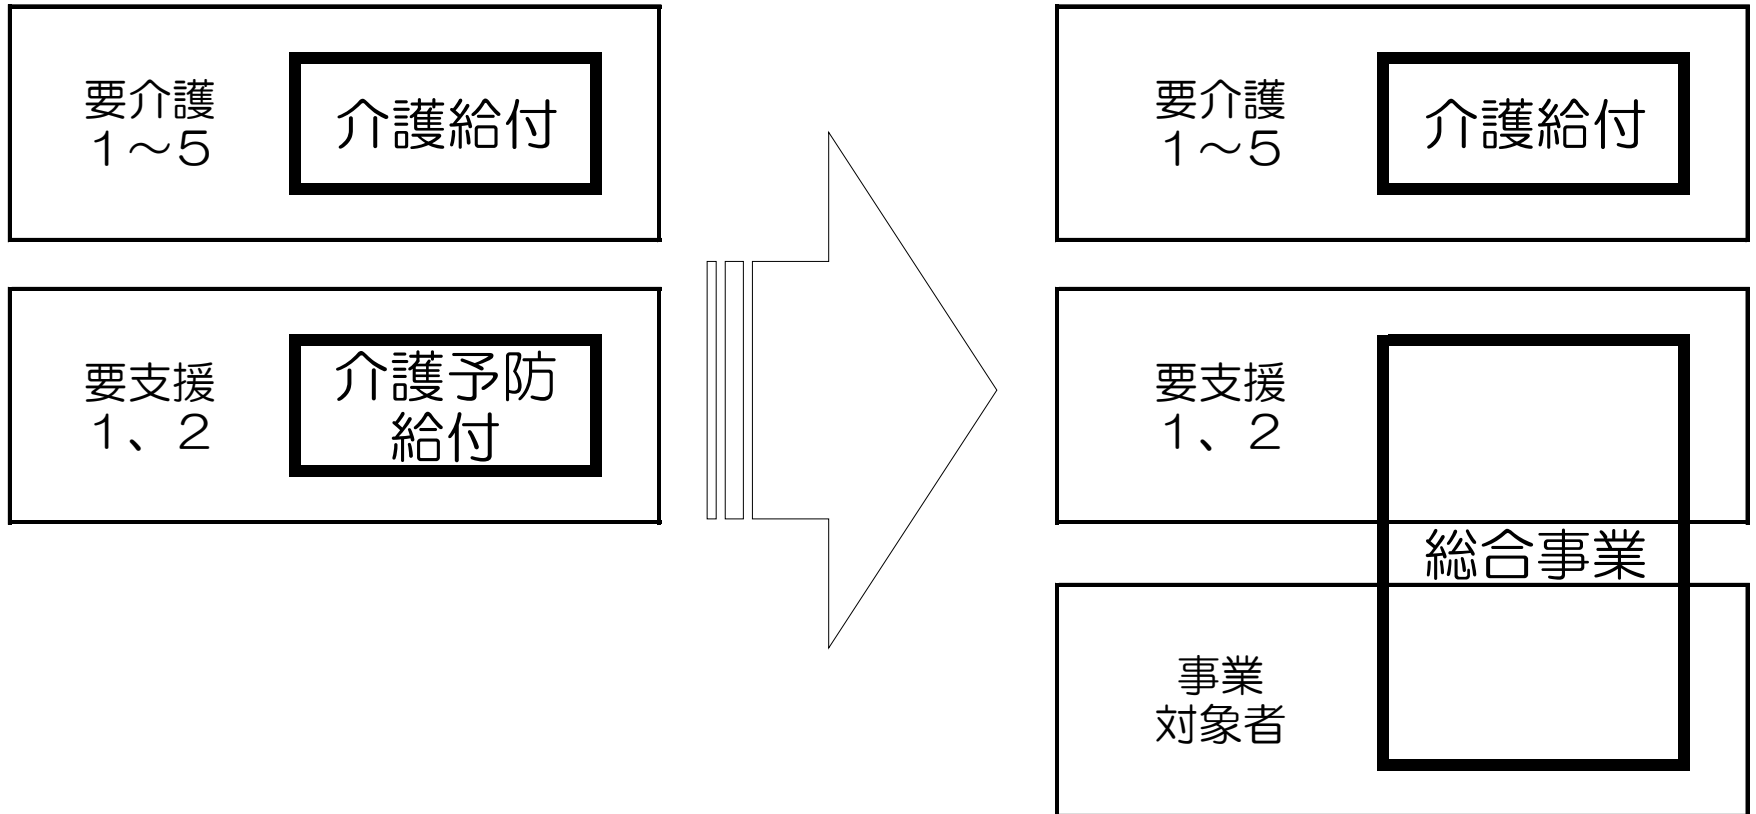 要介護
１～５
介護給付
要支援
１、２
介護予防
給付
要介護
１～５
介護給付
要支援
１、２
総合事業
事業
対象者